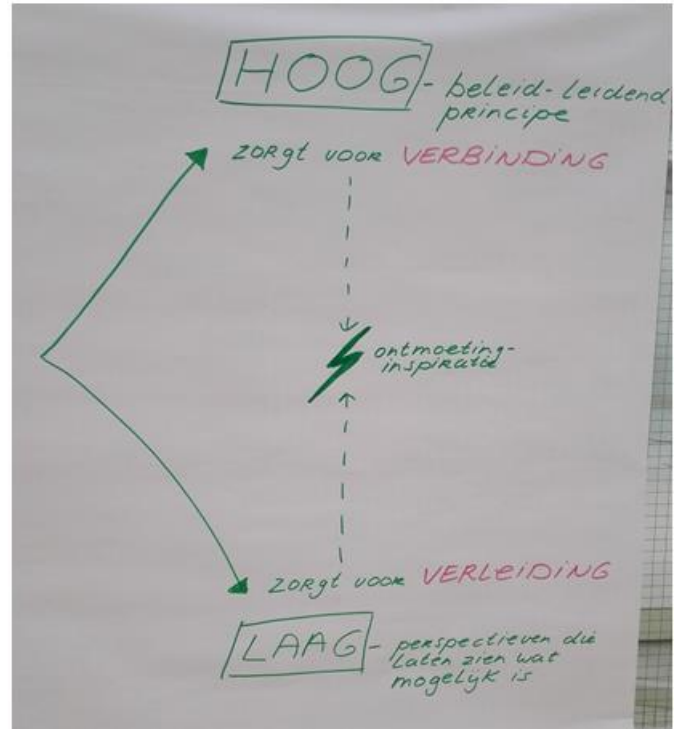 HOOG - beleid-leidend
principe
zorgt voor VERBINDING
ontmoeting-
inspiratie
zorgt voor VERLEIDING
LAAG - perspectieven die
laten zien wat
mogelijk is